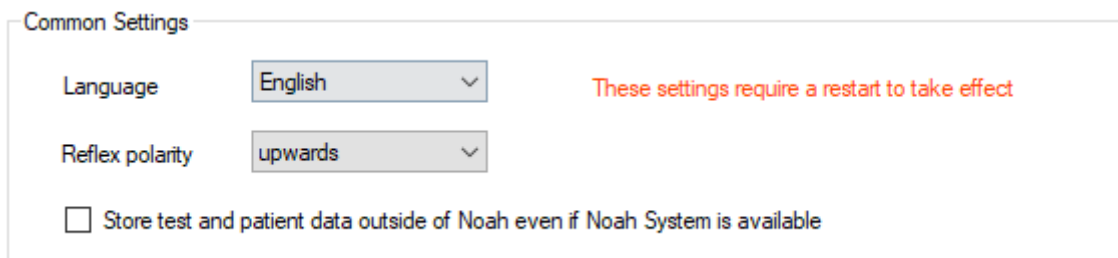 Common Settings
Language English These settings require a restart to take effect
Reflex polarity upwards
Store test and patient data outside of Noah even if Noah System is available